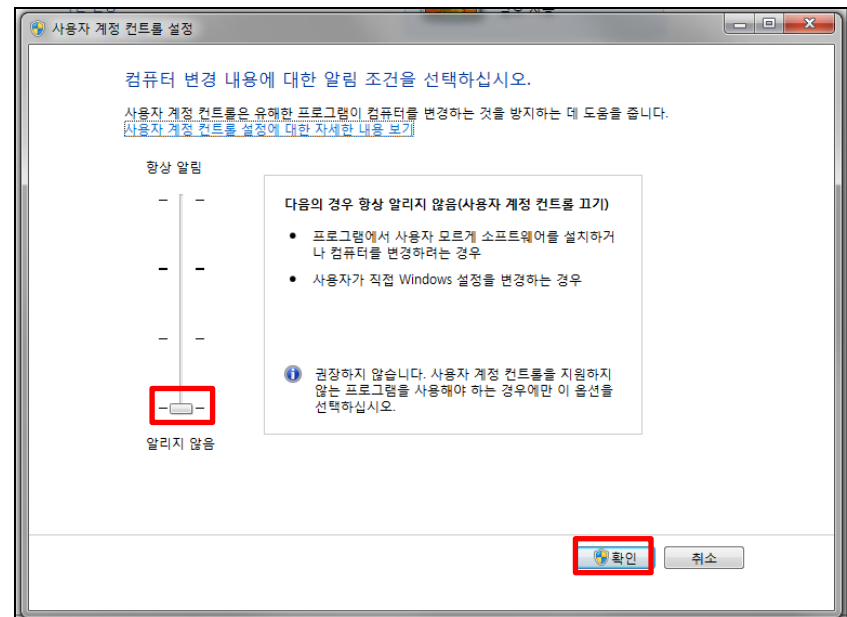 사용자 계정 컨트롤 설정
컴퓨터 변경 내용에 대한 알림 조건을 선택하십시오.
사용자 계정 컨트롤은 유해한 프로그램이 컴퓨터를 변경하는 것을 방지하는 데 도움을 줍니다.
사용자 계정 컨트롤 설정에 대한 자세한 내용 보기
항상 알림
다음의 경우 항상 알리지 않음(사용자 계정 컨트롤 끄기)
• 프로그램에서 사용자 모르게 소프트웨어를 설치하거
나 컴퓨터를 변경하려는 경우
• 사용자가 직접 Windows 설정을 변경하는 경우
권장하지 않습니다. 사용자 계정 컨트롤을 지원하지
않는 프로그램을 사용해야 하는 경우에만 이 옵션을
선택하십시오.
알리지 않음
확인
취소